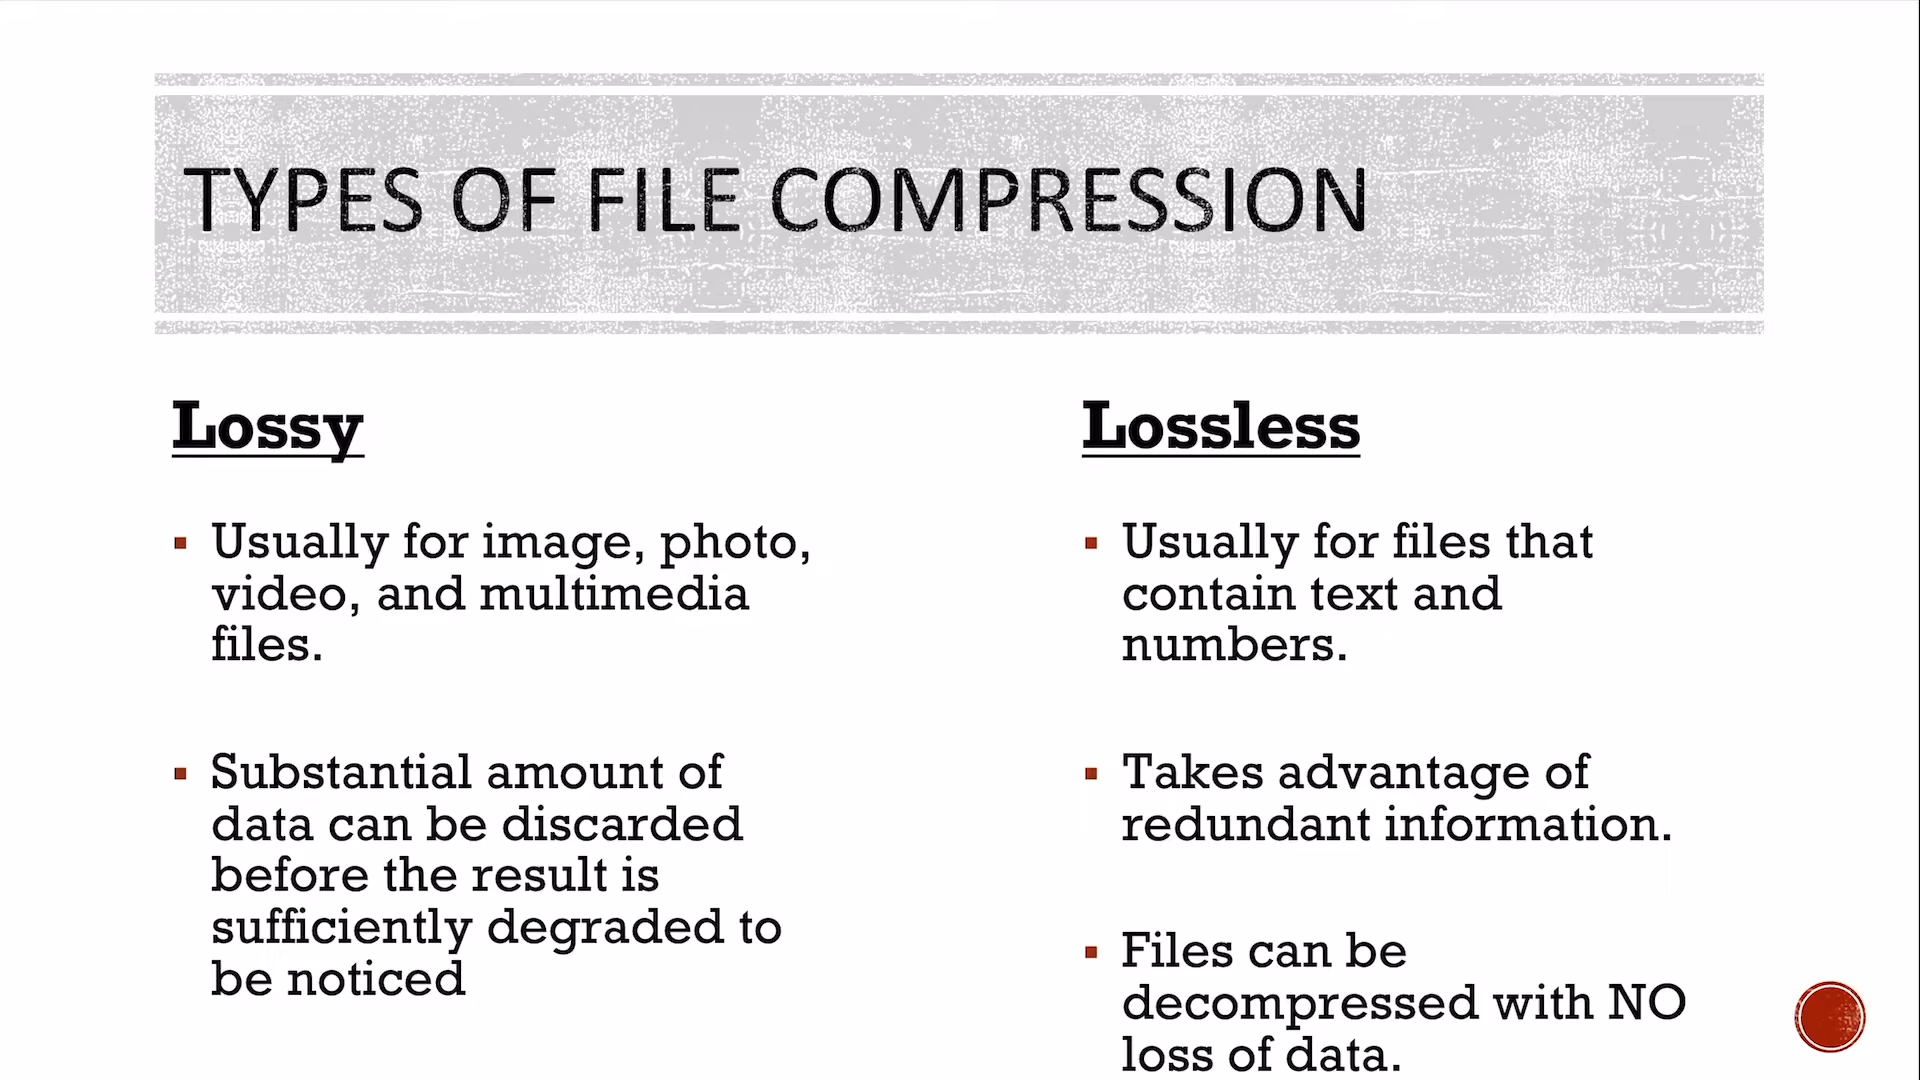 TYPES OF FILE COMPRESSION
Lossy
▪ Usually for image, photo,
video, and multimedia
files.
▪ Substantial amount of
data can be discarded
before the result is
sufficiently degraded to
be noticed
Lossless
▪ Usually for files that
contain text and
numbers.
▪ Takes advantage of
redundant information.
▪ Files can be
decompressed with NO
loss of data.